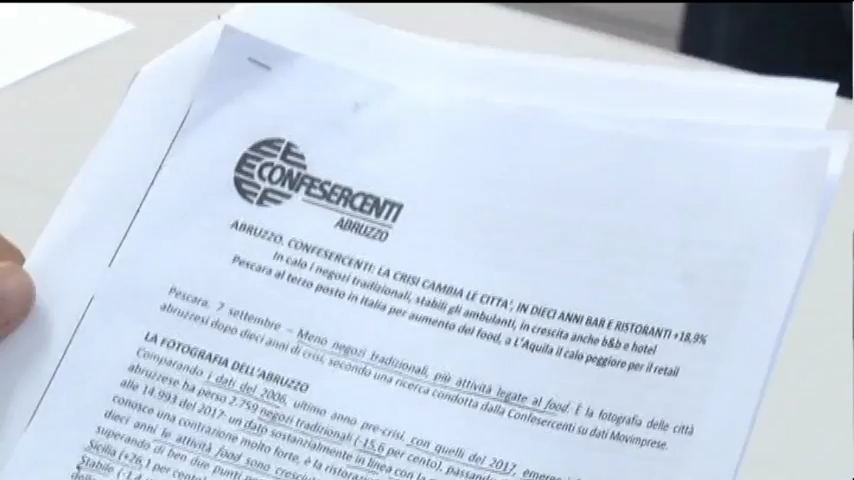 CONFESERCENTI
ABRUZZO
ABRUZZO, CONFESERCENTI: LA CRISI CAMBIA LE CITTA', IN DIECI ANNI BAR E RISTORANTI +18,9%
In calo i negozi tradizionali, stabili gli ambulanti, in crescita anche b&b e hotel
Pescara al terzo posto in Italia per aumento del food, a L'Aquila il calo peggiore per il retail
Pescara, 7 settembre – Meno negozi tradizionali, più attività legate al food. È la fotografia delle città
abruzzesi dopo dieci anni di crisi, secondo una ricerca condotta dalla Confesercenti su dati Movimprese.
LA FOTOGRAFIA DELL'ABRUZZO
Comparando i dati del 2006, ultimo anno pre-crisi, con quelli del 2017, emerge
abruzzese ha perso 2.759 negozi tradizionali (-15,6 per cento), passando
alle 14.993 del 2017: un dato sostanzialmente in linea con la
conosce una contrazione molto forte, è la ristorazione
dieci anni le attività food sono cresciute
superando di ben due punti
Sicilia (+26,1 per cento)
Stabile (-1,4